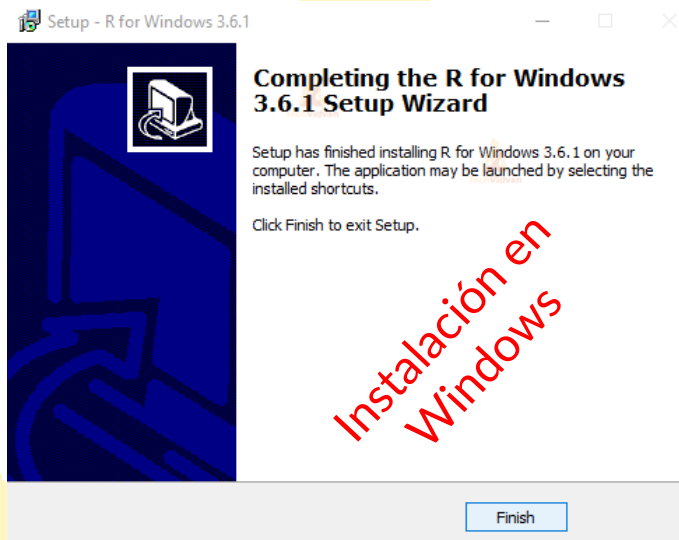 Setup - R for Windows 3.6.1
Completing the R for Windows
3.6.1 Setup Wizard
Setup has finished installing R for Windows 3.6.1 on your
computer. The application may be launched by selecting the
installed shortcuts.
Click Finish to exit Setup.
Instalación en
Windows
Finish